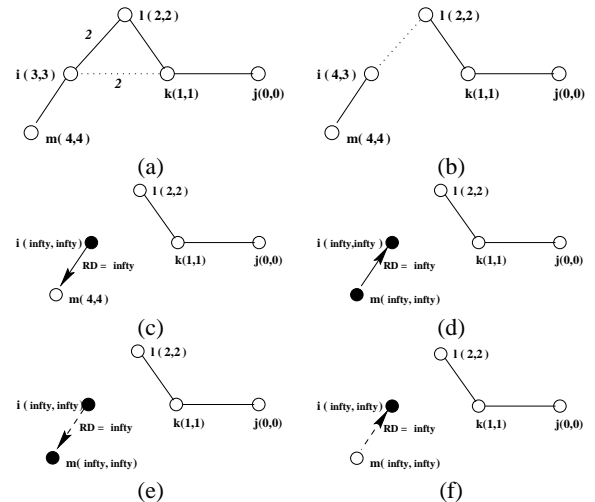 l ( 2,2 )
2
i ( 3,3 )
2
k(1,1)
j(0,0)
m( 4,4 )
(a)
l ( 2,2 )
i ( 4,3 )
k(1,1)
j(0,0)
m( 4,4 )
(b)
l ( 2,2 )
i ( infty, infty )
RD = infty
k(1,1)
j(0,0)
m( 4,4 )
(c)
l ( 2,2 )
i ( infty,infty )
RD = infty
k(1,1)
j(0,0)
m( infty, infty )
(d)
l ( 2,2 )
i ( infty, infty )
RD = infty
k(1,1)
j(0,0)
m( infty, infty )
(e)
l ( 2,2 )
i ( infty, infty )
RD = infty
k(1,1)
j(0,0)
m( infty, infty )
(f)